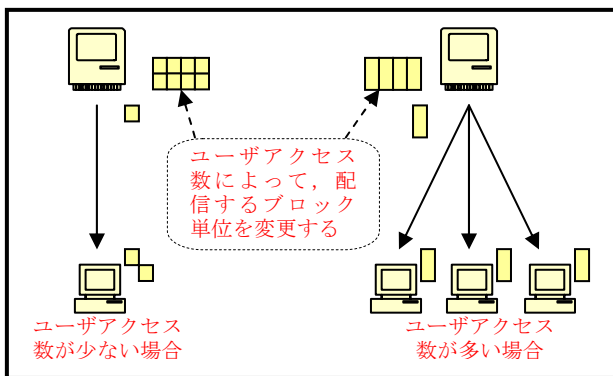 ユーザアクセス
数によって，配
信するブロック
単位を変更する
ユーザアクセス
数が少ない場合
ユーザアクセス
数が多い場合